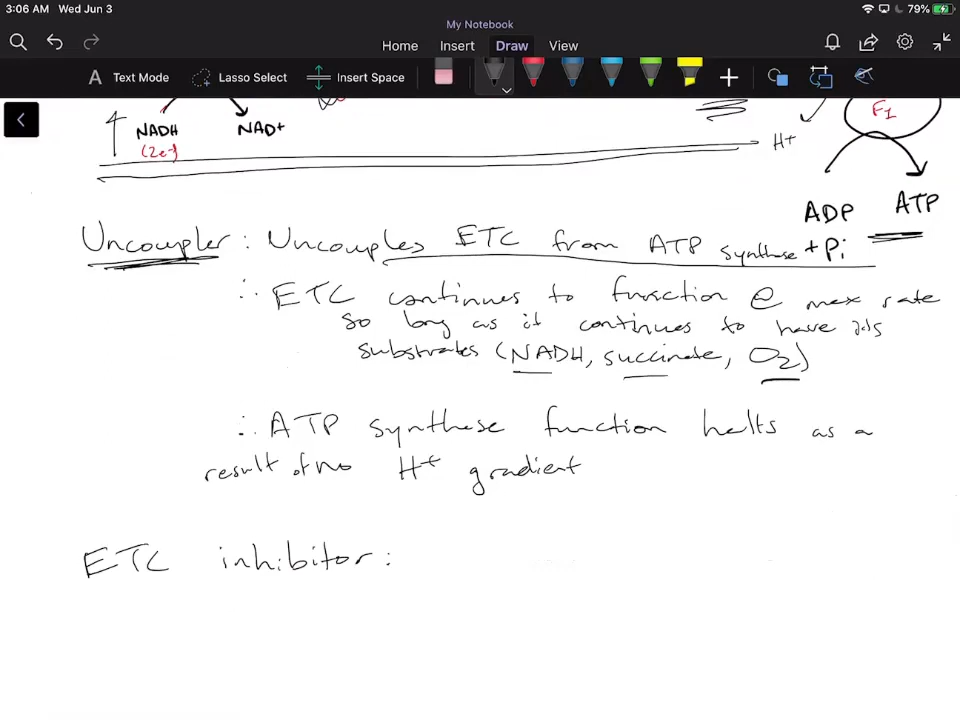 3:06 AM Wed Jun 3
79%
My Notebook
Home Insert Draw View
A Text Mode Lasso Select Insert Space
NADH
(2e-)
NAD+
H+
F1
ADP
ATP
+ Pi
Uncoupler : Uncouples ETC from ATP synthase
∴ ETC continues to function @ max rate
so long as it continues to have its
substrates (NADH, succinate, O2)
∴ ATP synthase function halts as a
result of no H+ gradient
ETC inhibitor :